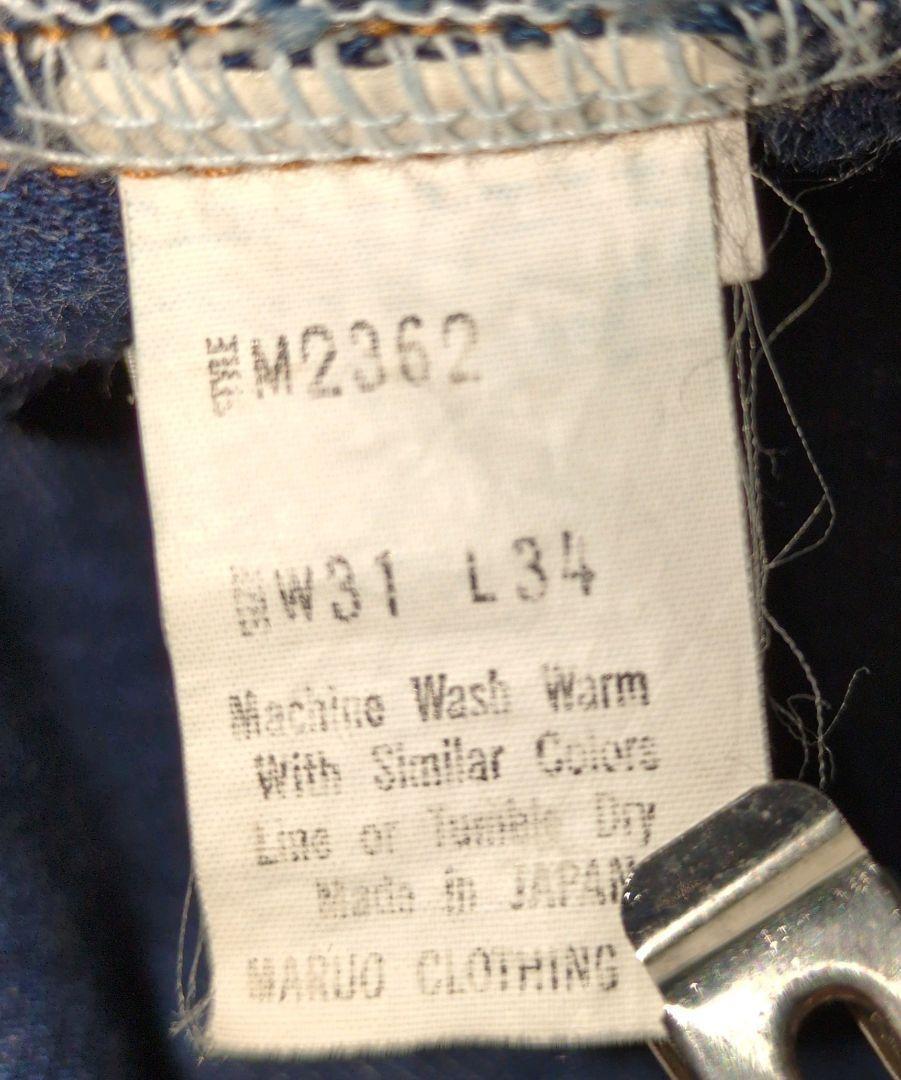 M2362
W31 L34
Machine Wash Warm
With Similar Colors
Line or Tumble Dry
Made in JAPAN
MARUO CLOTHING